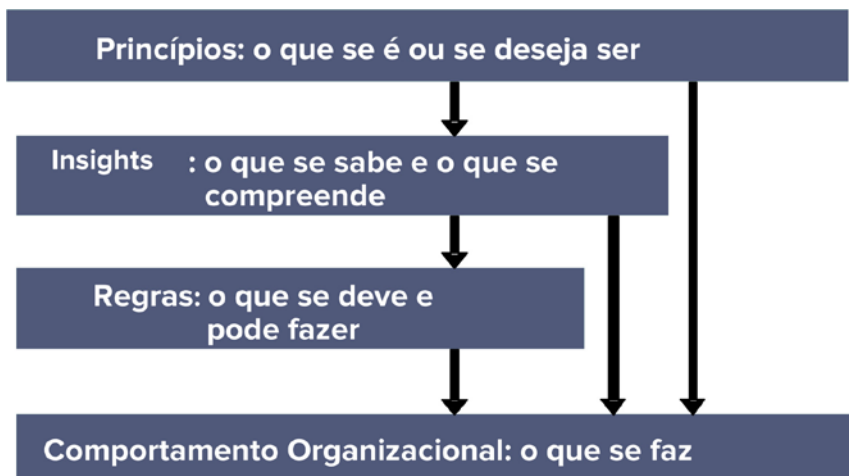 Princípios: o que se é ou se deseja ser
Insights : o que se sabe e o que se
compreende
Regras: o que se deve e
pode fazer
Comportamento Organizacional: o que se faz